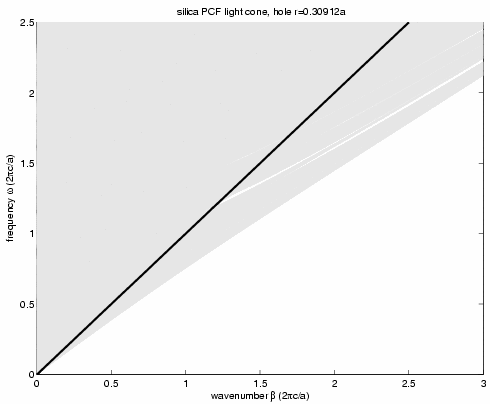 silica PCF light cone, hole r=0.30912a
2.5
2
1.5
1
0.5
0
frequency ω (2πc/a)
0 0.5 1 1.5 2 2.5 3
wavenumber β (2πc/a)